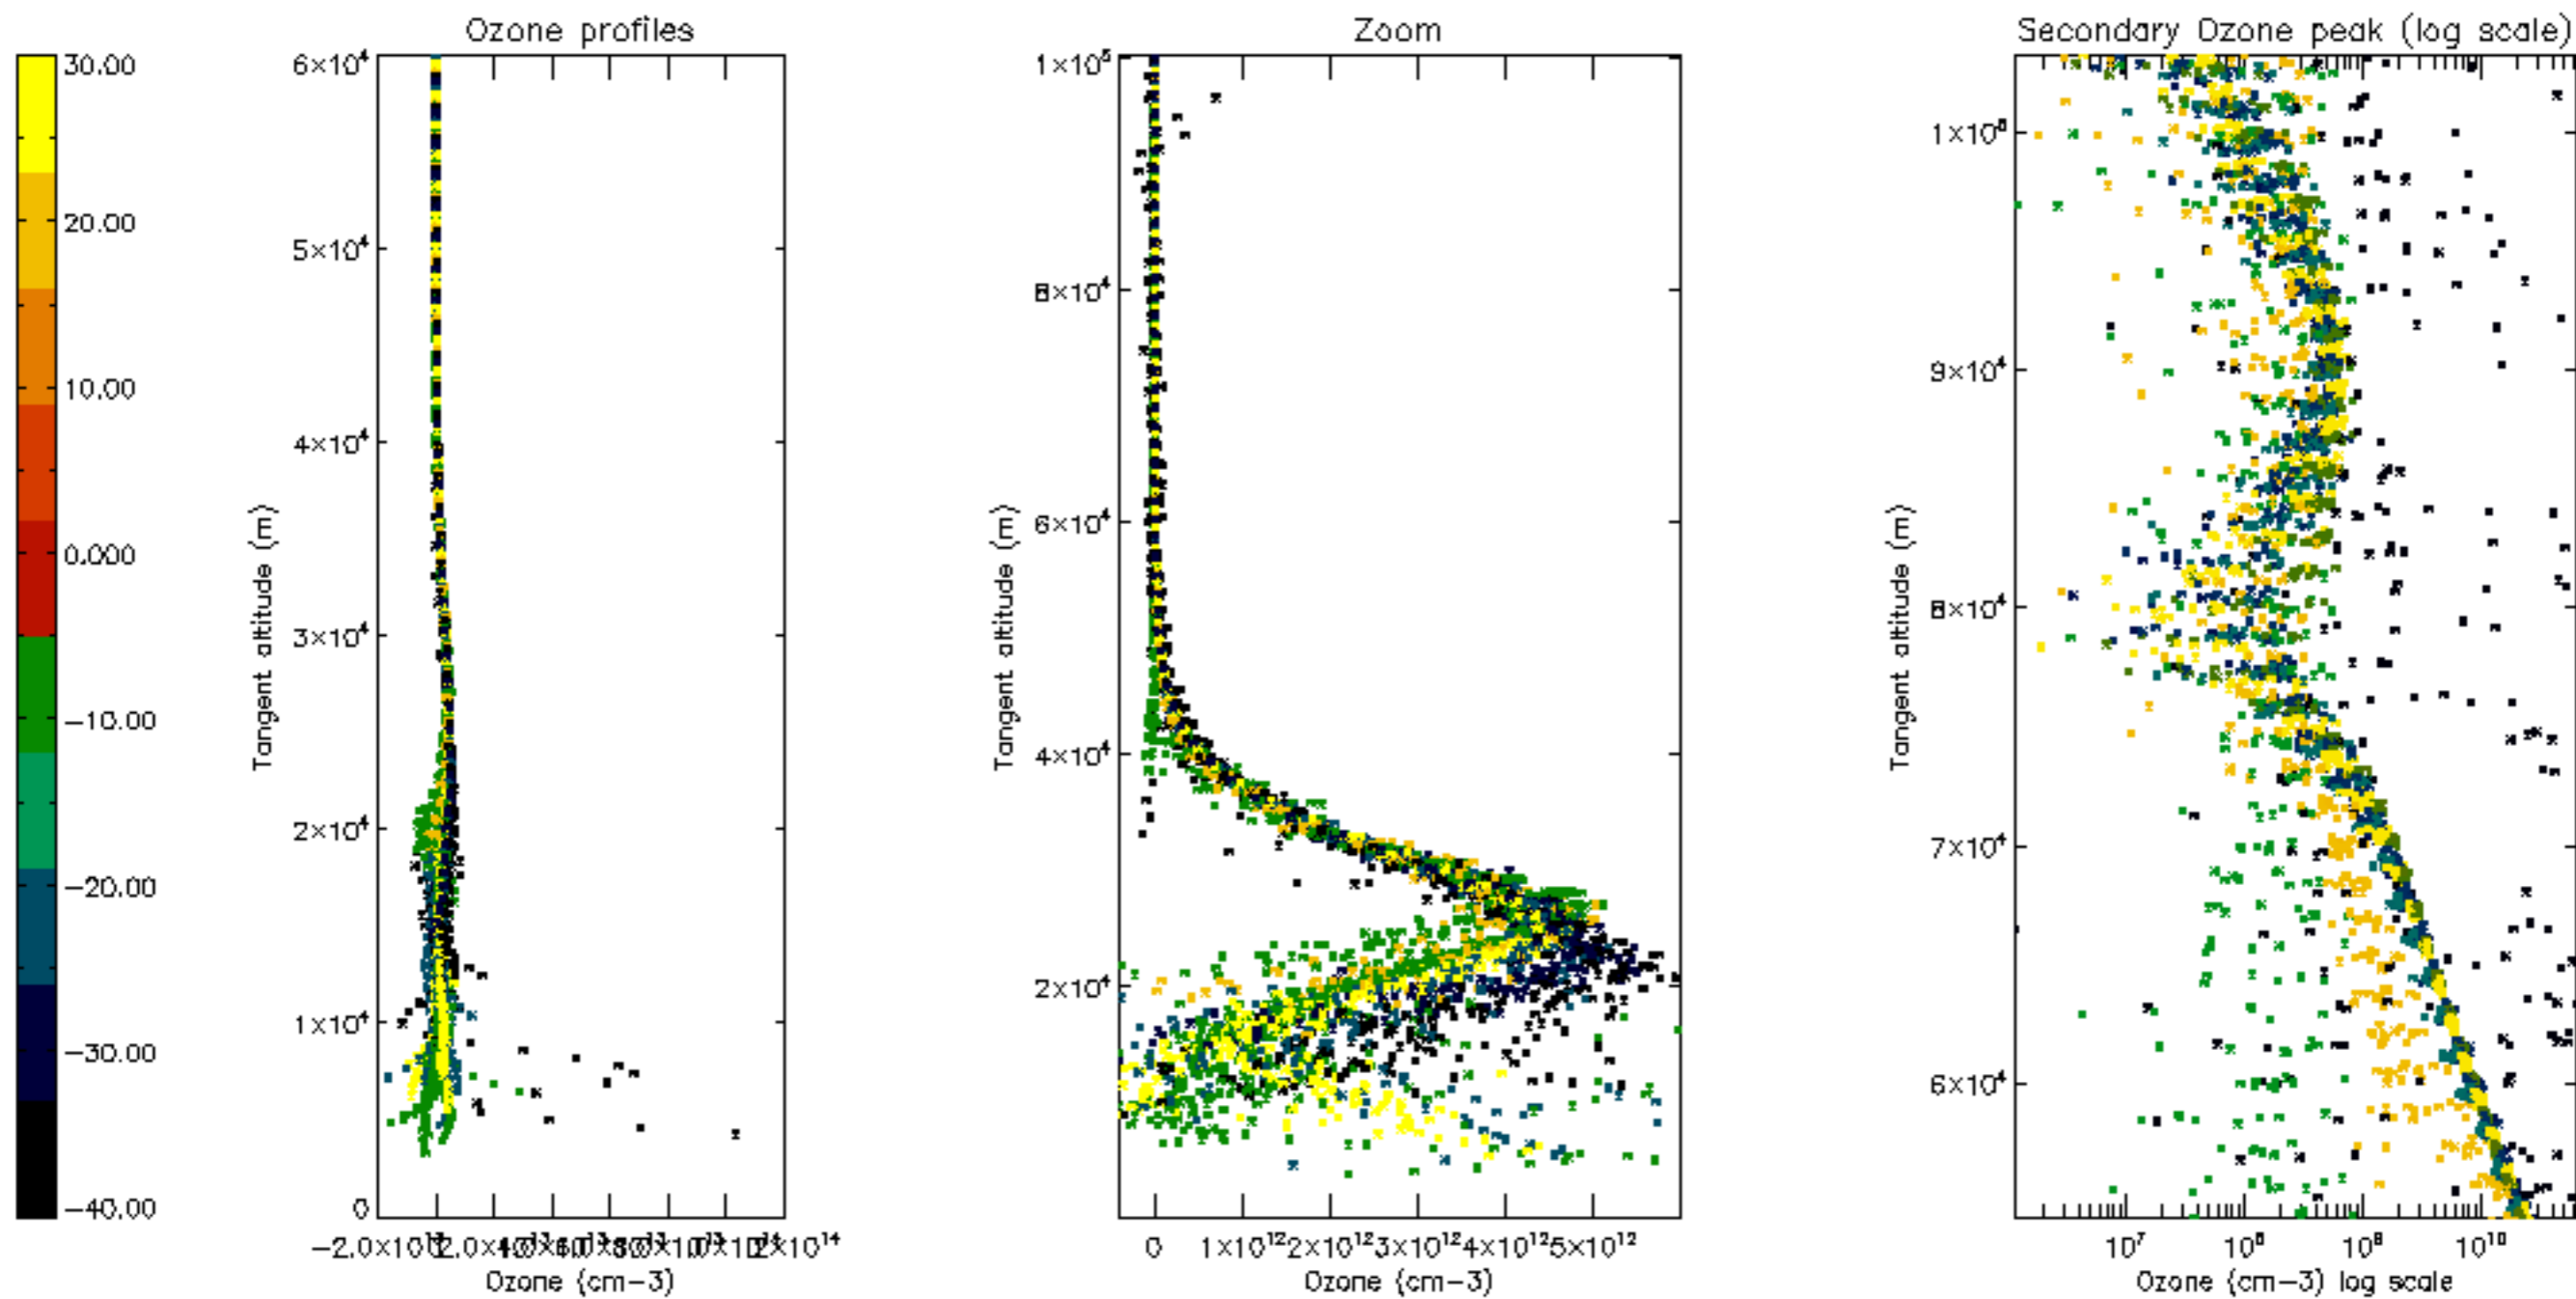 Ozone profiles
Zoom
Secondary Ozone peak (log scale)
30.00
20.00
10.00
0.000
−10.00
−20.00
−30.00
−40.00
6×10⁴
5×10⁴
4×10⁴
3×10⁴
2×10⁴
1×10⁴
0
Tangent altitude (m)
Ozone (cm−3)
1×10⁵
8×10⁴
6×10⁴
4×10⁴
2×10⁴
Tangent altitude (m)
0 1×10¹² 2×10¹² 3×10¹² 4×10¹² 5×10¹²
Ozone (cm−3)
9×10⁴
8×10⁴
7×10⁴
6×10⁴
Tangent altitude (m)
10⁷ 10⁸ 10⁹ 10¹⁰
Ozone (cm−3) log scale